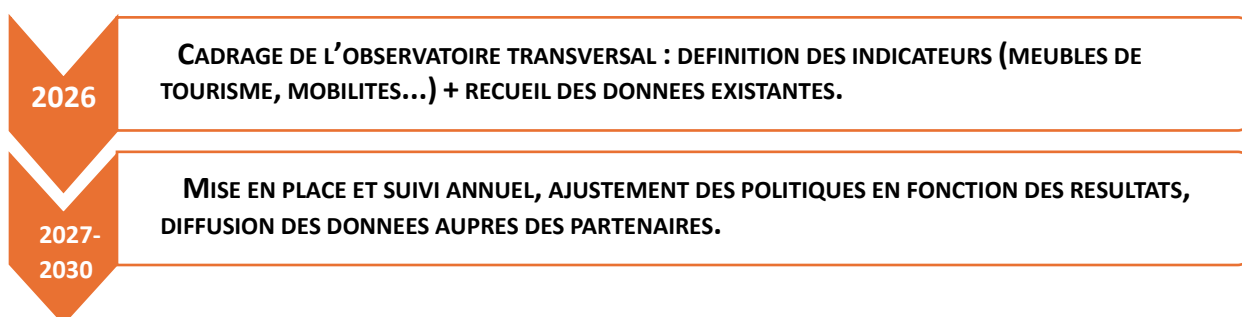 2026
CADRAGE DE L’OBSERVATOIRE TRANSVERSAL : DEFINITION DES INDICATEURS (MEUBLES DE
TOURISME, MOBILITES...) + RECUEIL DES DONNEES EXISTANTES.
2027-
2030
MISE EN PLACE ET SUIVI ANNUEL, AJUSTEMENT DES POLITIQUES EN FONCTION DES RESULTATS,
DIFFUSION DES DONNEES AUPRES DES PARTENAIRES.